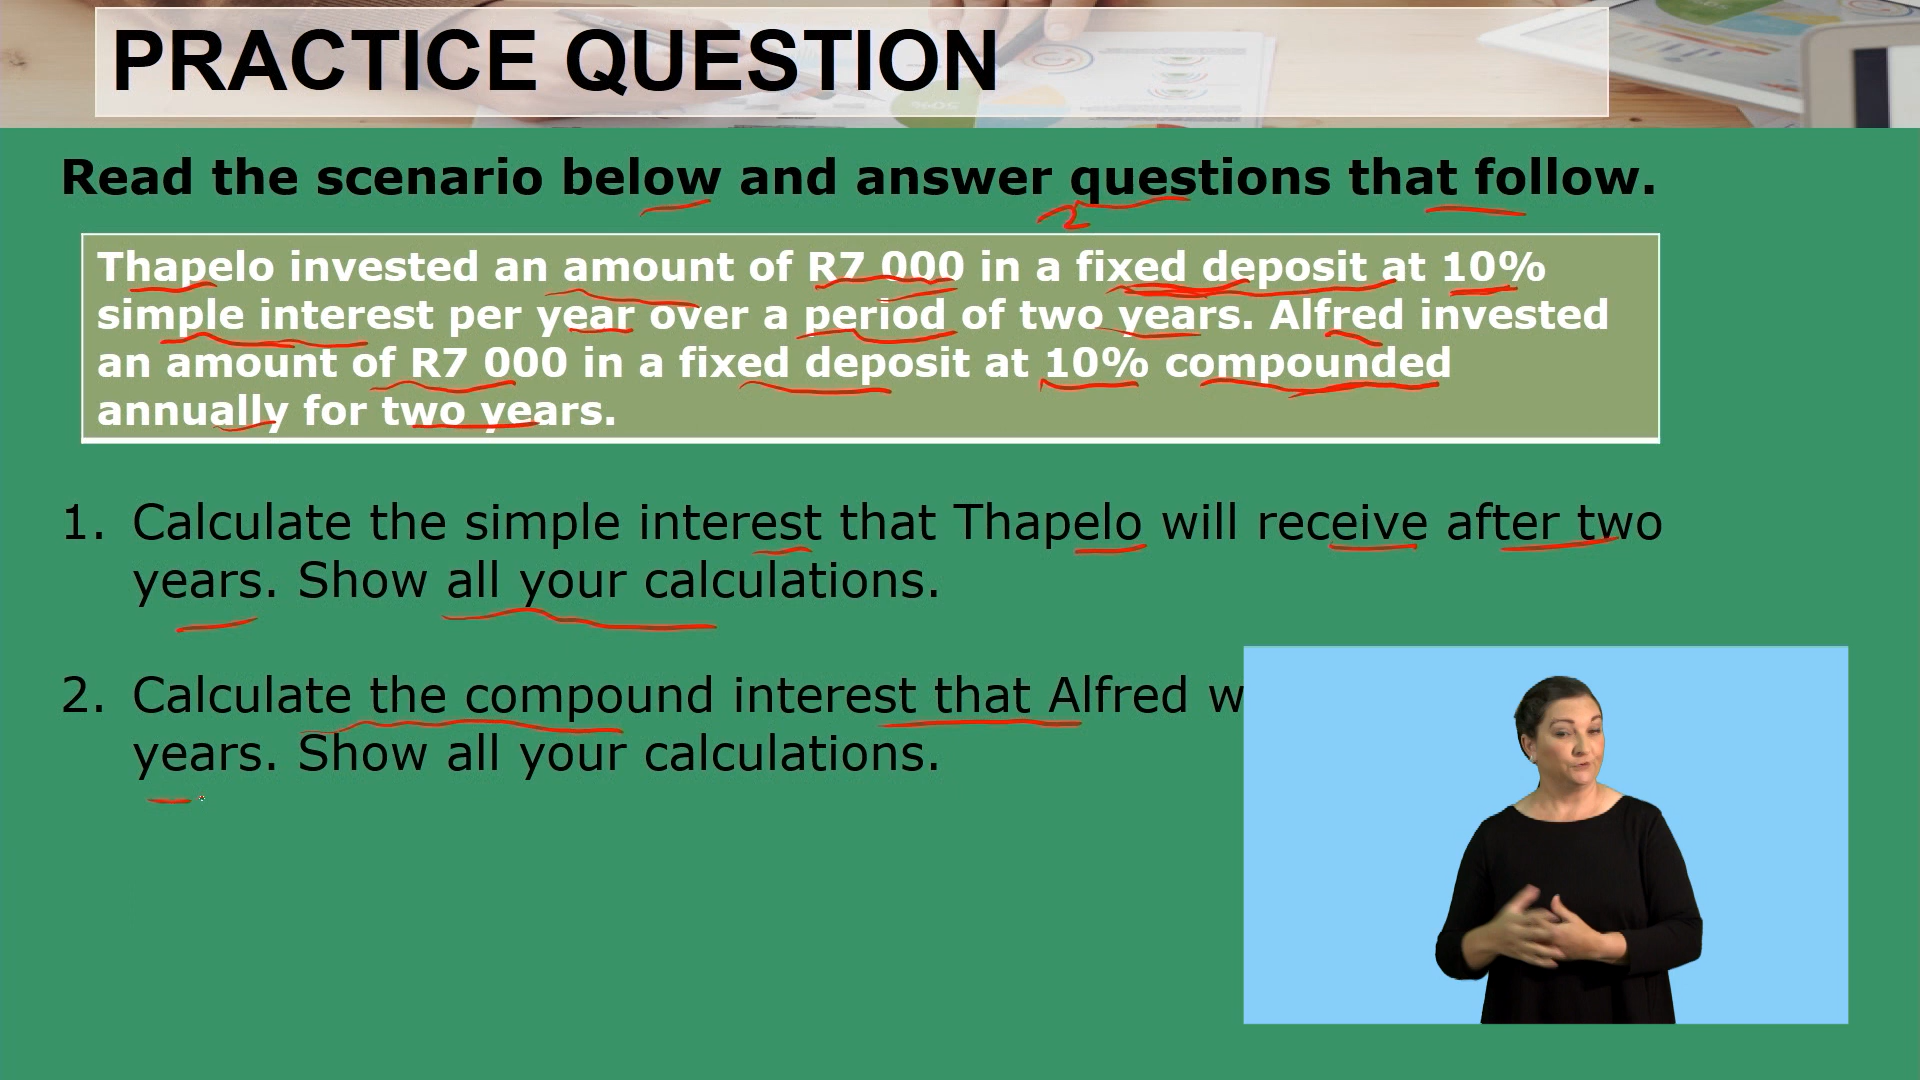 PRACTICE QUESTION
Read the scenario below and answer questions that follow.
2
Thapelo invested an amount of R7 000 in a fixed deposit at 10%
simple interest per year over a period of two years. Alfred invested
an amount of R7 000 in a fixed deposit at 10% compounded
annually for two years.
1. Calculate the simple interest that Thapelo will receive after two
years. Show all your calculations.
2. Calculate the compound interest that Alfred w
years. Show all your calculations.